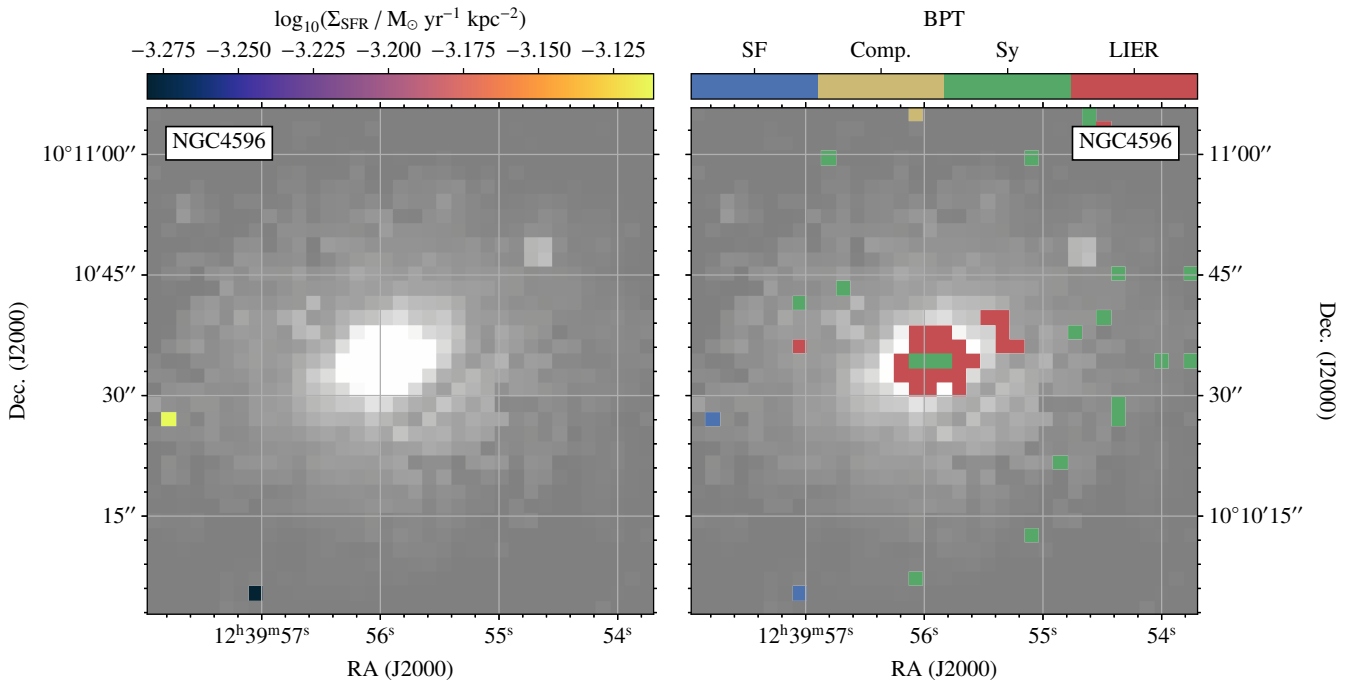 log₁₀(Σ_SFR / M_⊙ yr⁻¹ kpc⁻²)
−3.275 −3.250 −3.225 −3.200 −3.175 −3.150 −3.125
BPT
SF Comp. Sy LIER
NGC4596
NGC4596
10°11′00′′
10′45′′
30′′
15′′
Dec. (J2000)
11′00′′
45′′
30′′
10°10′15′′
Dec. (J2000)
12ʰ39ᵐ57ˢ 56ˢ 55ˢ 54ˢ
RA (J2000)
12ʰ39ᵐ57ˢ 56ˢ 55ˢ 54ˢ
RA (J2000)